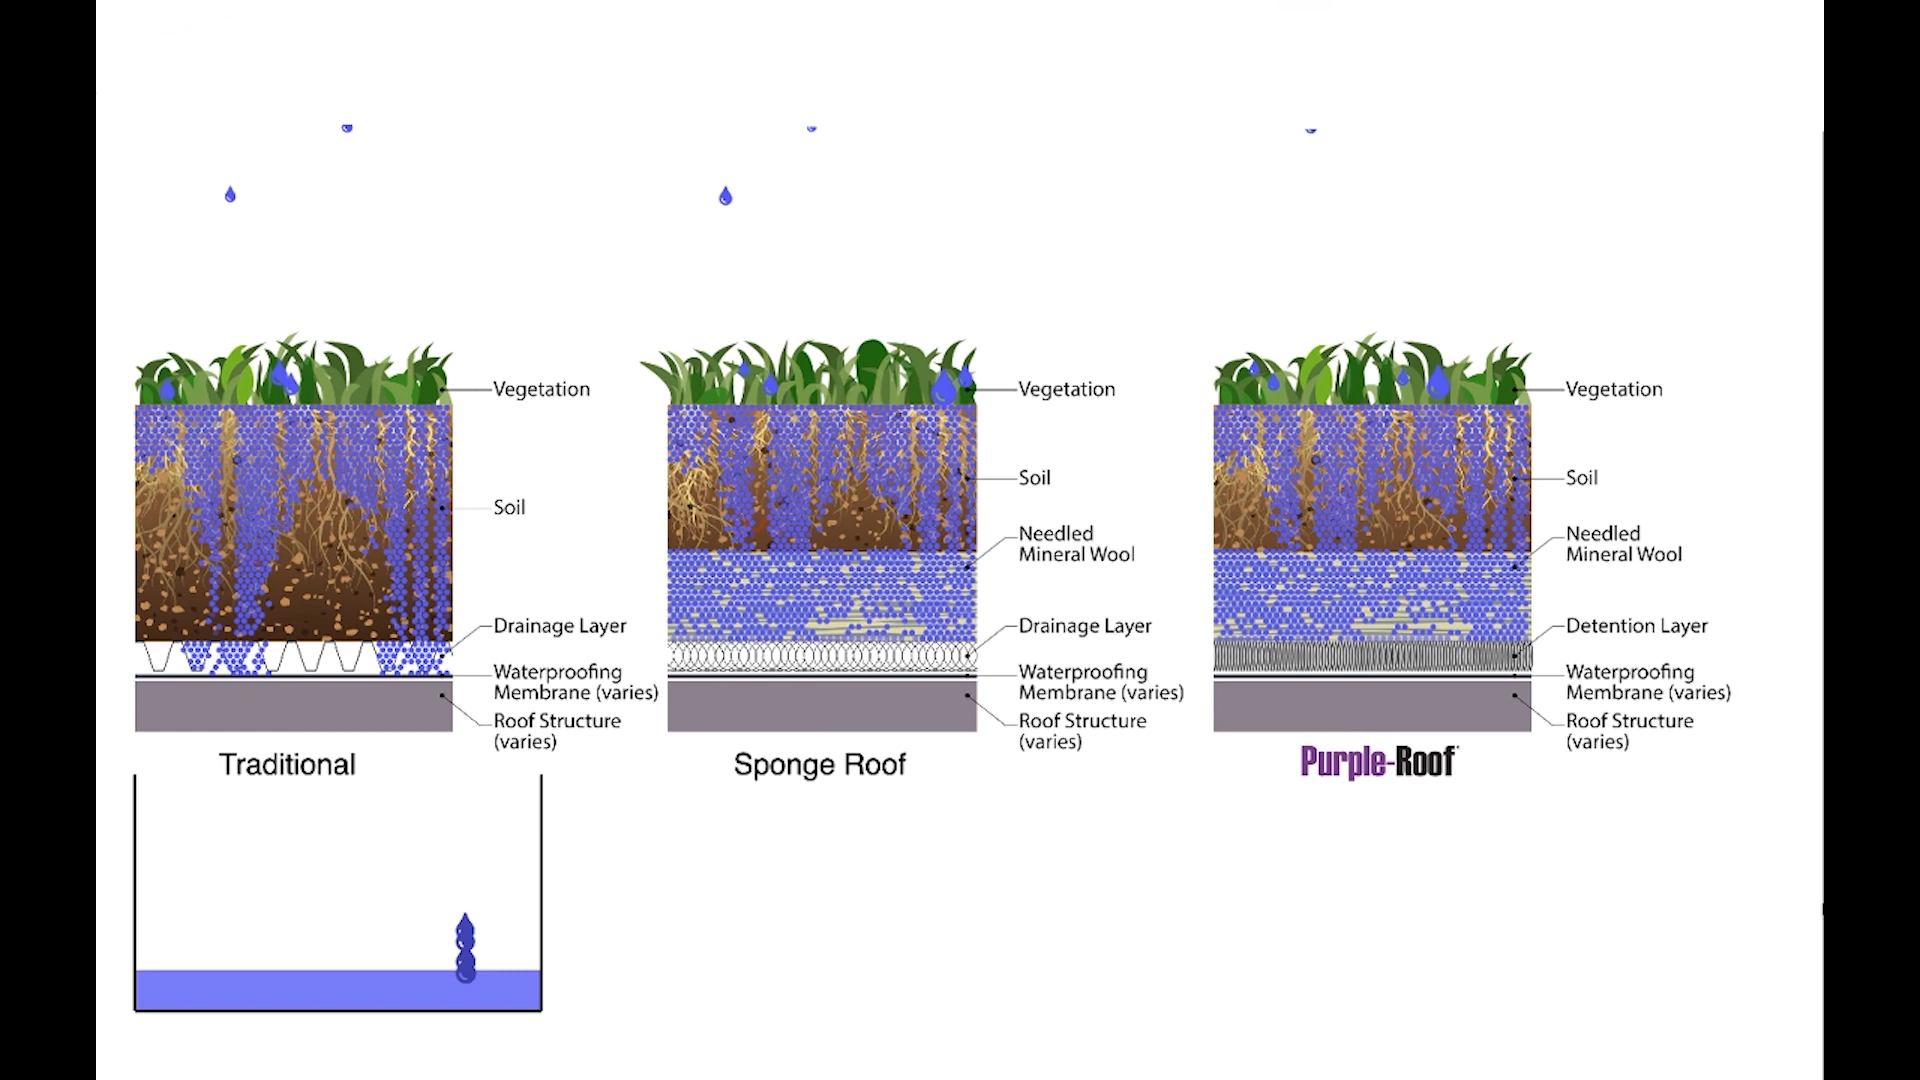 Vegetation
Soil
Drainage Layer
Waterproofing
Membrane (varies)
Roof Structure
(varies)
Traditional
Vegetation
Soil
Needled
Mineral Wool
Drainage Layer
Waterproofing
Membrane (varies)
Roof Structure
(varies)
Sponge Roof
Vegetation
Soil
Needled
Mineral Wool
Detention Layer
Waterproofing
Membrane (varies)
Roof Structure
(varies)
Purple-Roof